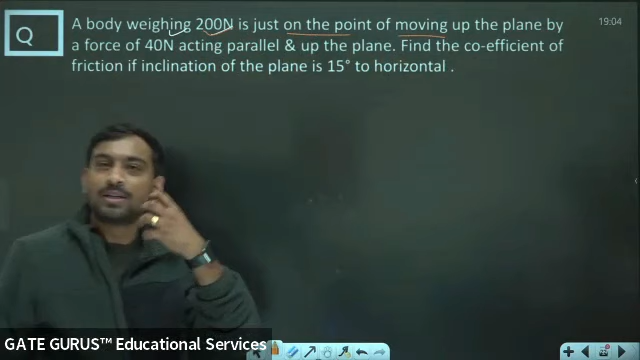 19:04
Q
A body weighing 200N is just on the point of moving up the plane by
a force of 40N acting parallel & up the plane. Find the co-efficient of
friction if inclination of the plane is 15° to horizontal .
GATE GURUS™ Educational Services